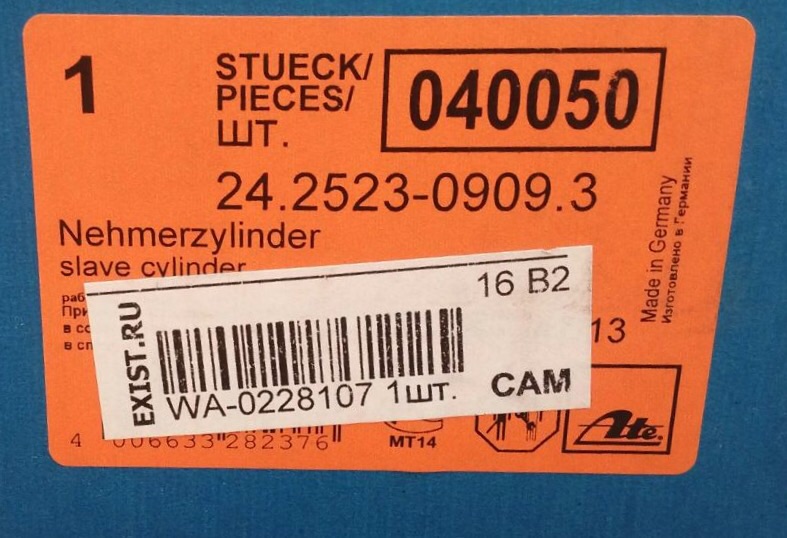 1
STUECK/
PIECES/
ШТ.
040050
24.2523-0909.3
Nehmerzylinder
slave cylinder
Made in Germany
Изготовлено в Германии
16 B2
EXIST.RU
WA-0228107 1шт.
CAM
13
4 006633 282376
MT14
Ate.